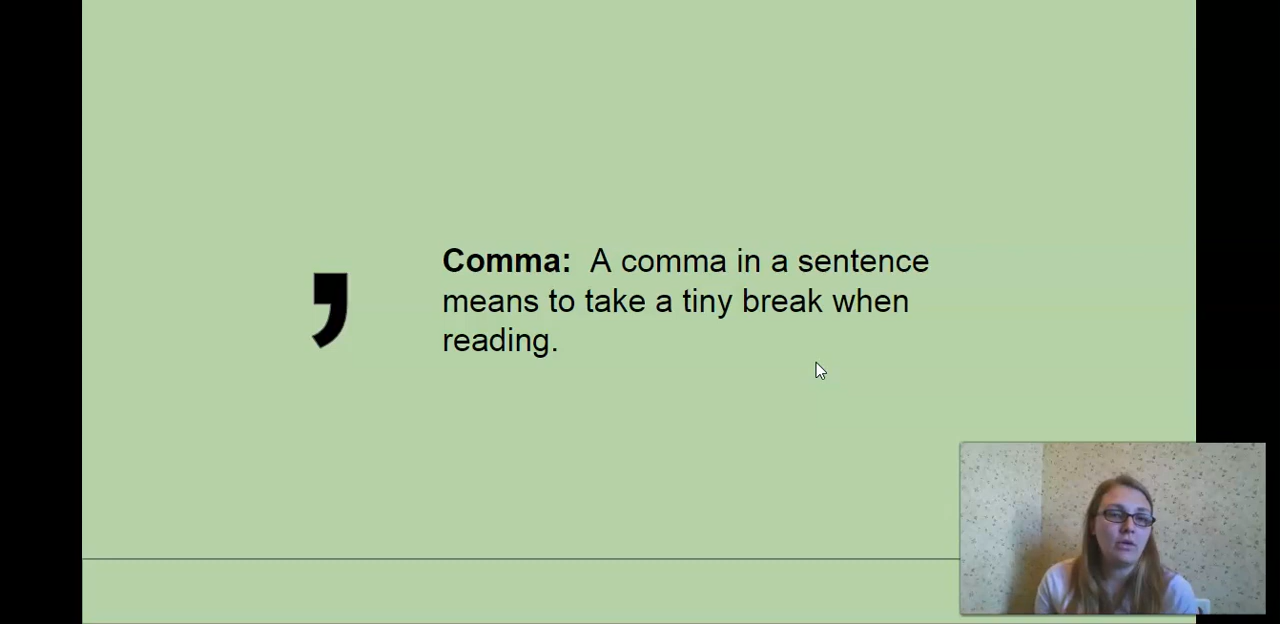 ,
Comma: A comma in a sentence
means to take a tiny break when
reading.